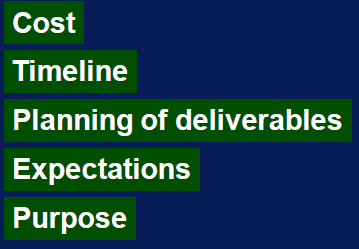 Cost
Timeline
Planning of deliverables
Expectations
Purpose